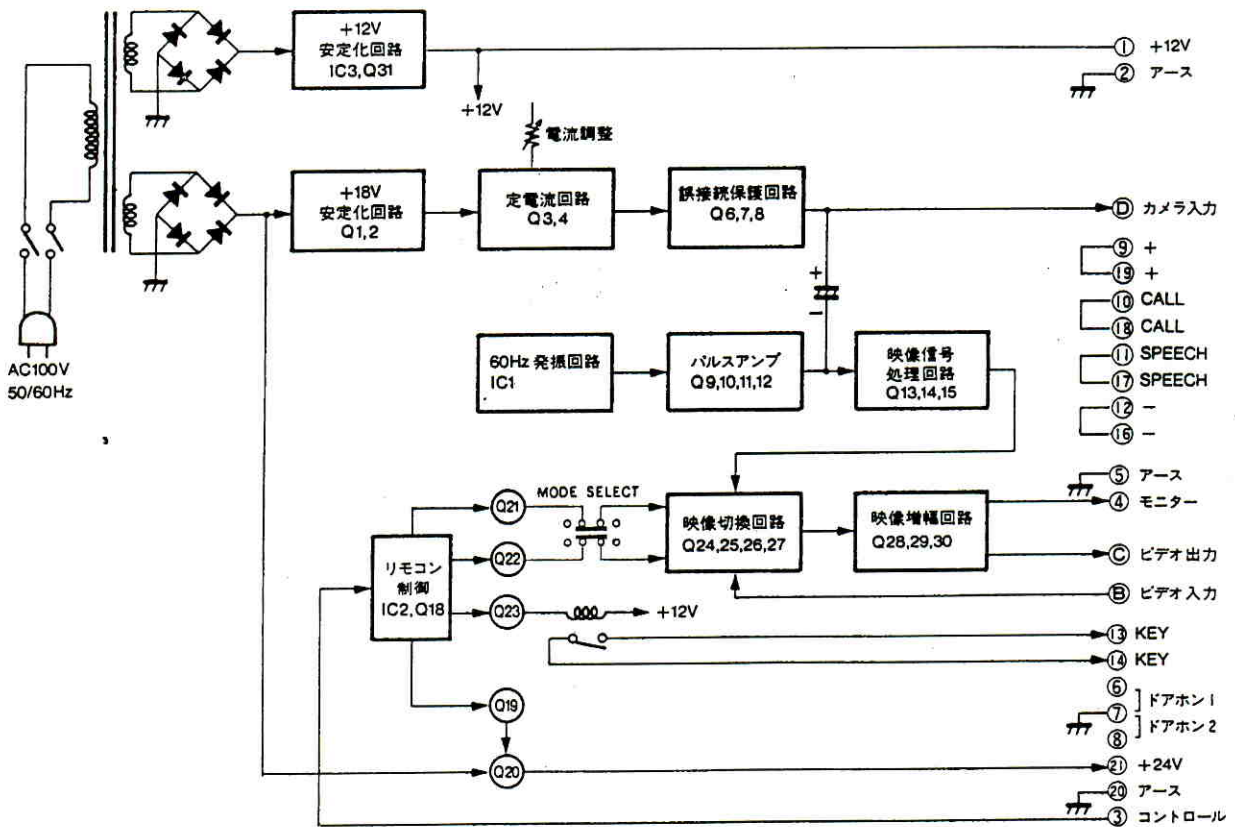 +12V
安定化回路
IC3,Q31
① +12V
② アース
+12V
電流調整
+18V
安定化回路
Q1,2
定電流回路
Q3,4
誤接続保護回路
Q6,7,8
Ⓓ カメラ入力
⑨ +
⑲ +
⑩ CALL
⑱ CALL
⑪ SPEECH
⑰ SPEECH
⑫ −
⑯ −
+
−
AC100V
50/60Hz
60Hz 発振回路
IC1
パルスアンプ
Q9,10,11,12
映像信号
処理回路
Q13,14,15
⑤ アース
④ モニター
MODE SELECT
Q21
Q22
Q23
+12V
リモコン
制御
IC2,Q18
映像切換回路
Q24,25,26,27
映像増幅回路
Q28,29,30
Ⓒ ビデオ出力
Ⓑ ビデオ入力
⑬ KEY
⑭ KEY
⑥
⑦
⑧
ドアホン1
ドアホン2
Q19
Q20
㉑ +24V
⑳ アース
③ コントロール